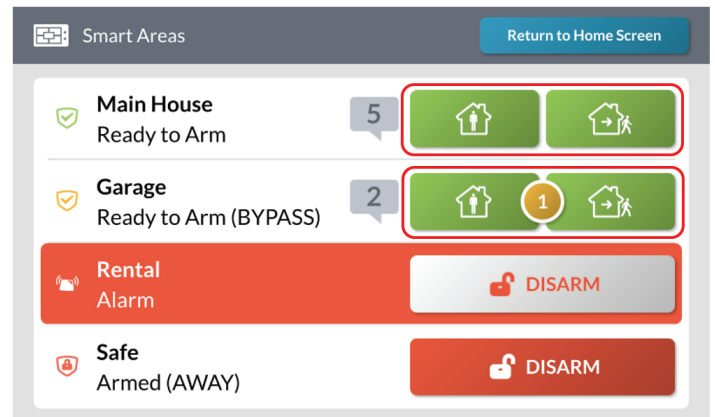 Smart Areas
Return to Home Screen
Main House
Ready to Arm
5
Garage
Ready to Arm (BYPASS)
2
1
Rental
Alarm
DISARM
Safe
Armed (AWAY)
DISARM